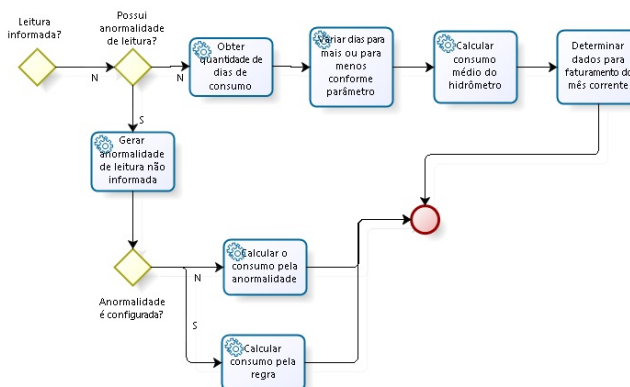 Leitura
informada?
Possui
anormalidade
de leitura?
N
N
S
Obter
quantidade de
dias de
consumo
Variar dias para
mais ou para
menos
conforme
parâmetro
Calcular
consumo
médio do
hidrômetro
Determinar
dados para
faturamento do
mês corrente
Gerar
anormalidade
de leitura não
informada
Anormalidade
é configurada?
N
S
Calcular o
consumo pela
anormalidade
Calcular
consumo pela
regra